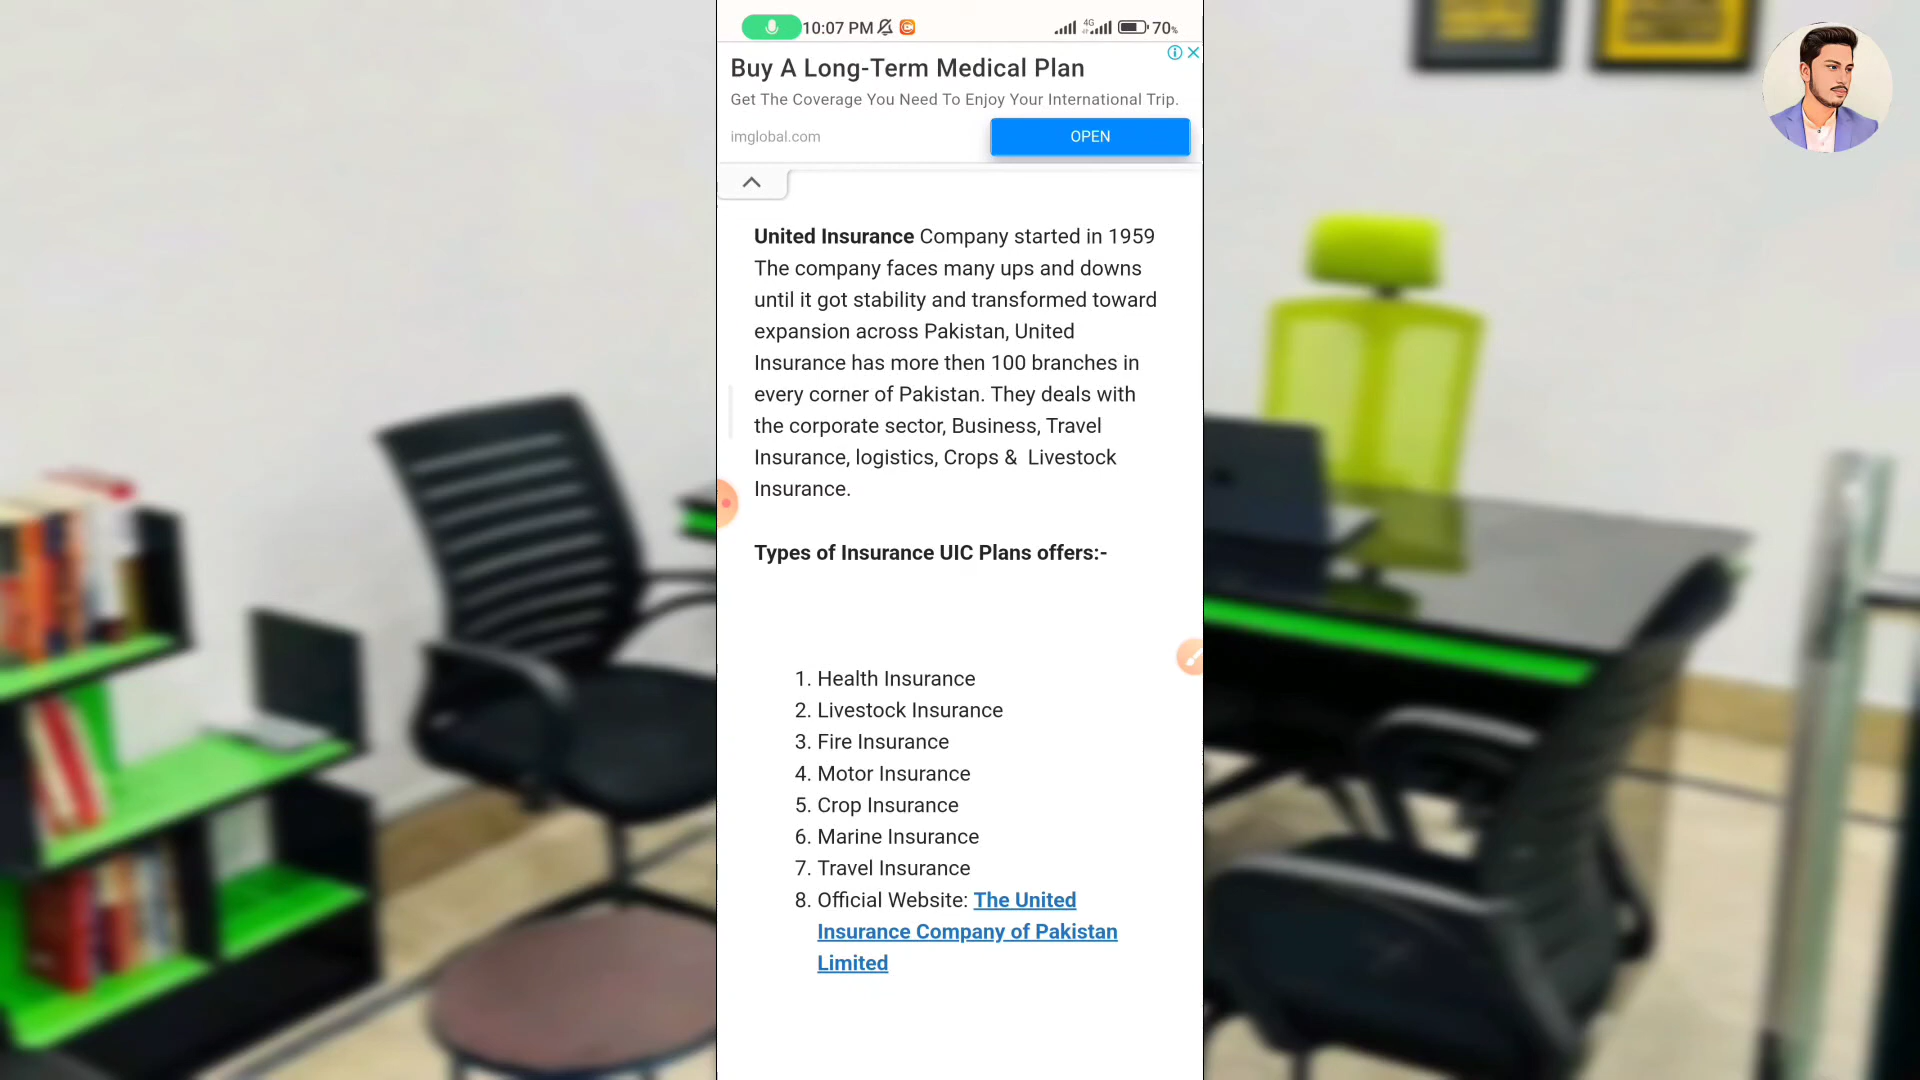 10:07 PM
4G
70%
Buy A Long-Term Medical Plan
Get The Coverage You Need To Enjoy Your International Trip.
imglobal.com
OPEN
United Insurance Company started in 1959
The company faces many ups and downs
until it got stability and transformed toward
expansion across Pakistan, United
Insurance has more then 100 branches in
every corner of Pakistan. They deals with
the corporate sector, Business, Travel
Insurance, logistics, Crops &  Livestock
Insurance.
Types of Insurance UIC Plans offers:-
1. Health Insurance
2. Livestock Insurance
3. Fire Insurance
4. Motor Insurance
5. Crop Insurance
6. Marine Insurance
7. Travel Insurance
8. Official Website: The United
Insurance Company of Pakistan
Limited